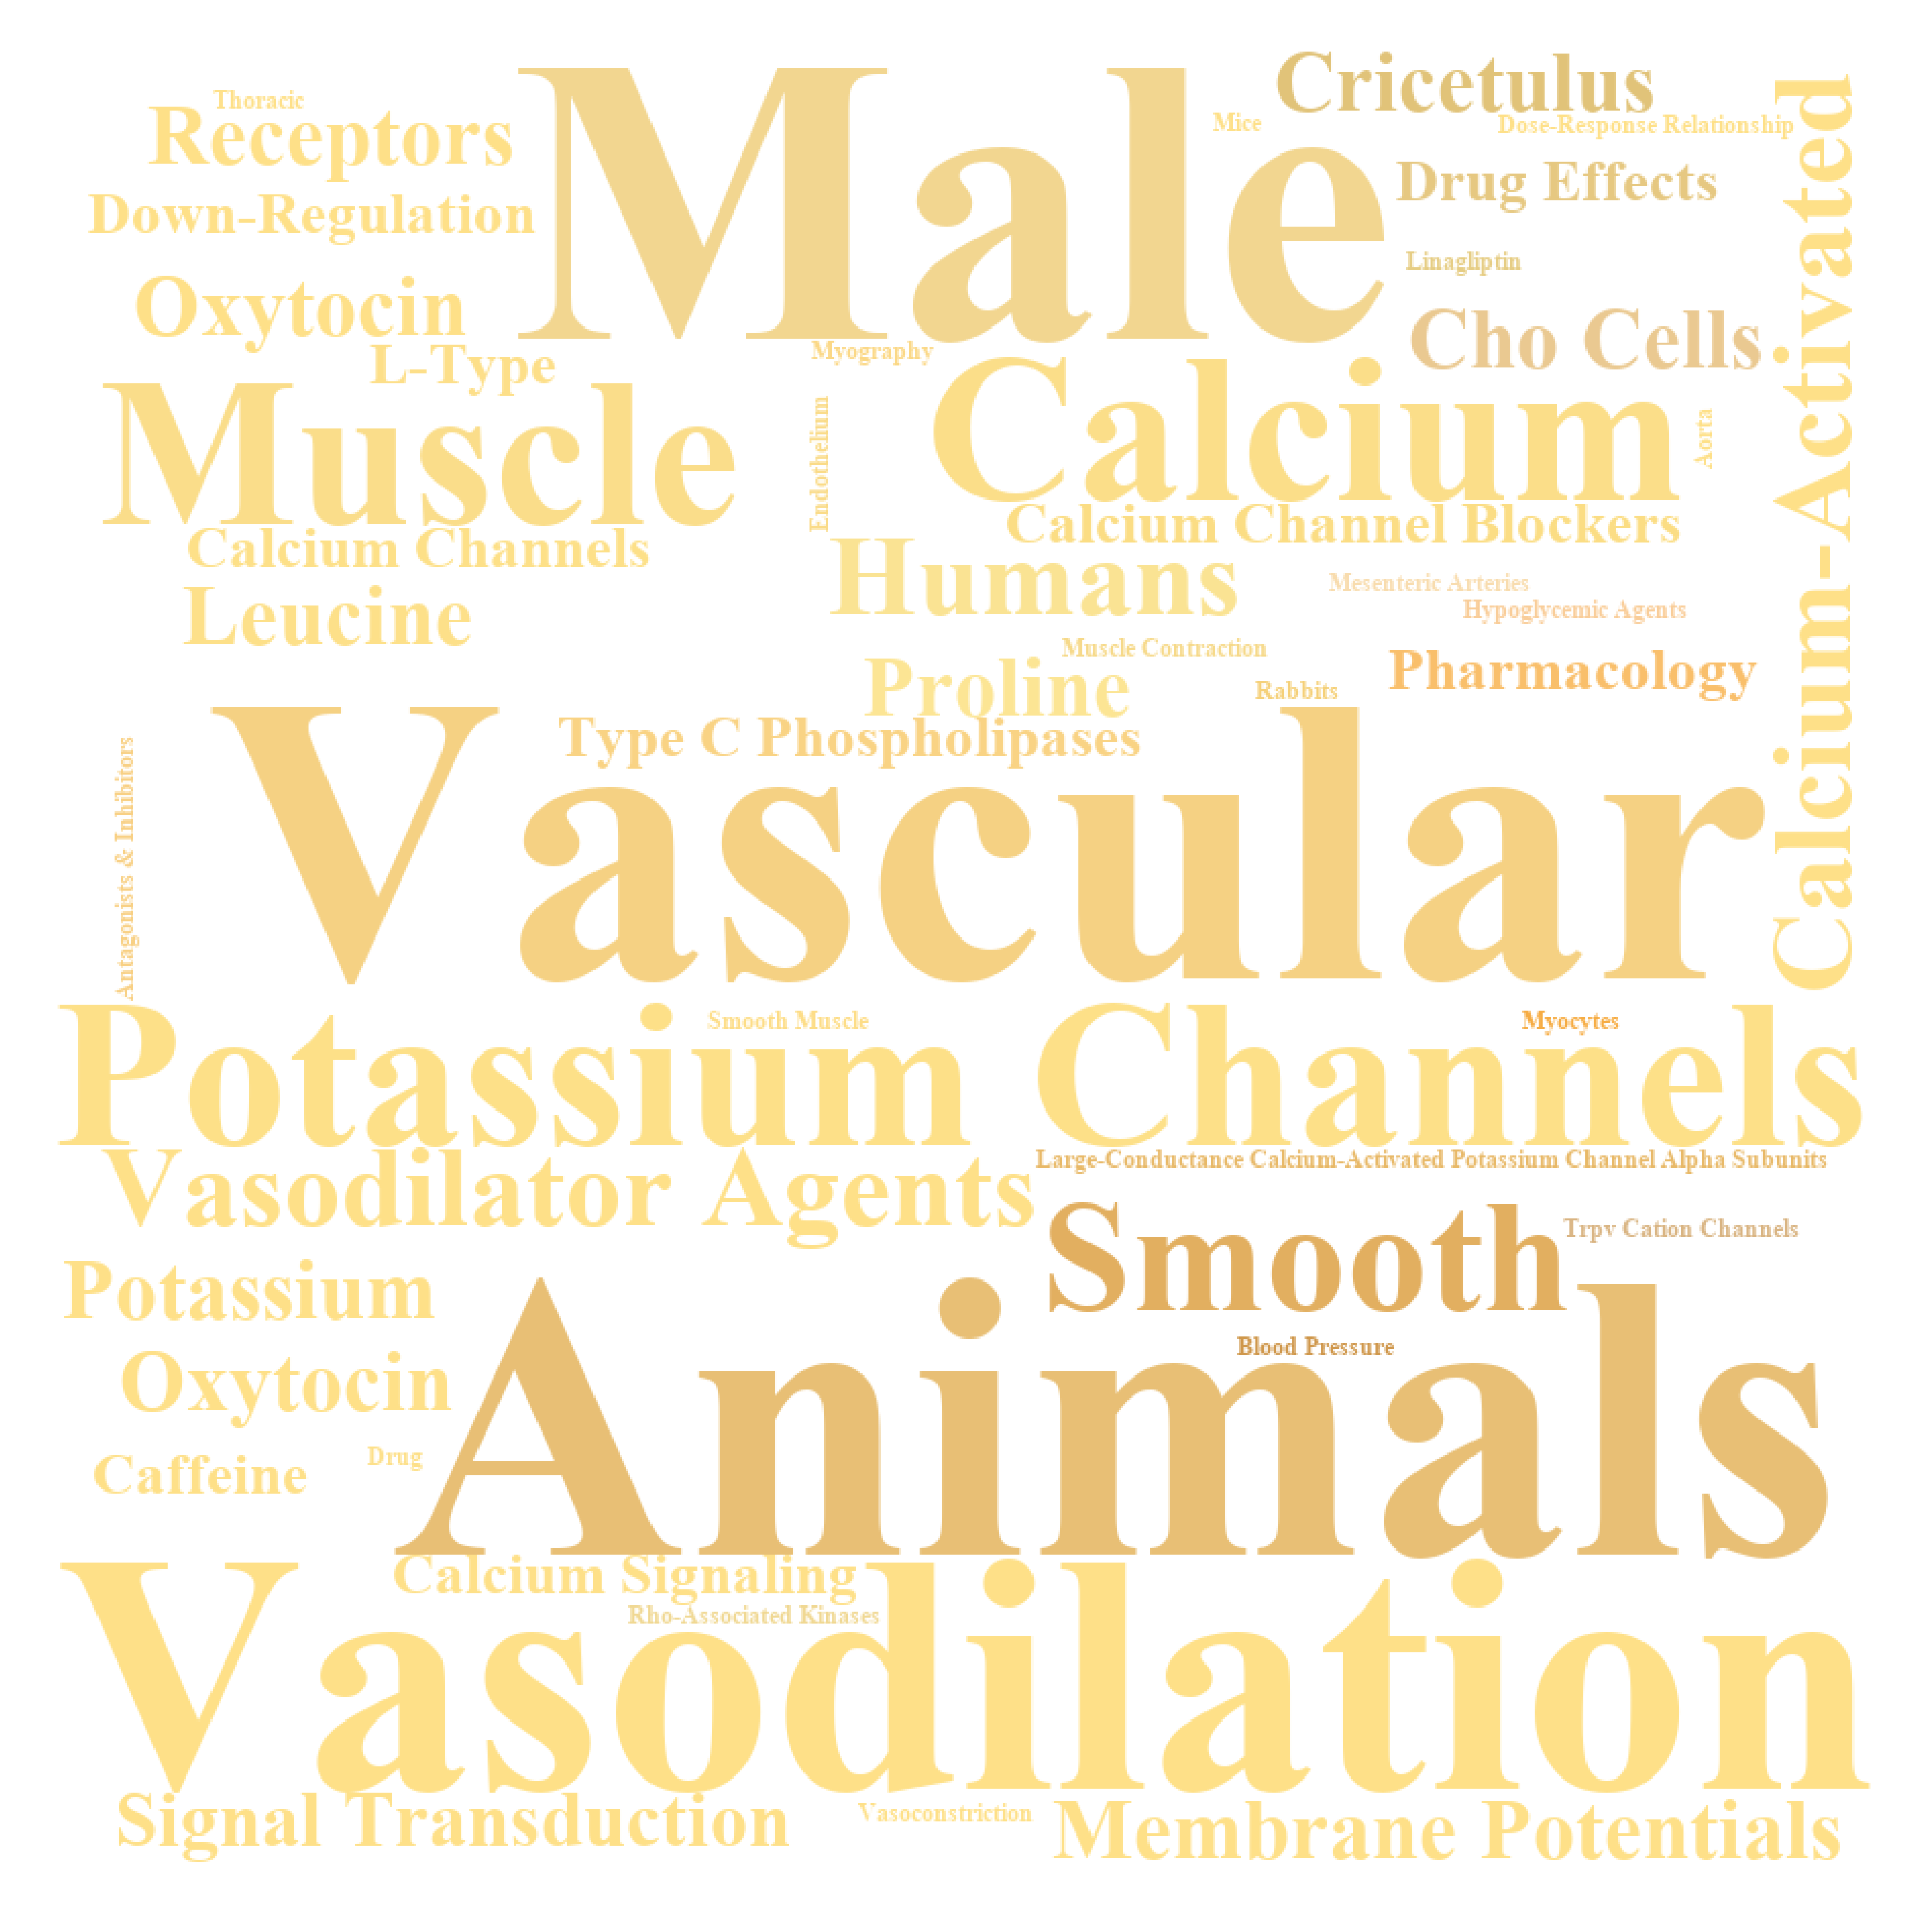 Thoracic
Receptors
Down-Regulation
Oxytocin
L-Type
Male
Mice
Cricetulus
Dose-Response Relationship
Drug Effects
Linagliptin
Cho Cells
Calcium-Activated
Myography
Muscle
Calcium
Endothelium
Aorta
Calcium Channels
Calcium Channel Blockers
Leucine
Humans
Mesenteric Arteries
Hypoglycemic Agents
Muscle Contraction
Proline
Rabbits
Pharmacology
Type C Phospholipases
Vascular
Antagonists & Inhibitors
Smooth Muscle
Myocytes
Potassium Channels
Vasodilator Agents
Large-Conductance Calcium-Activated Potassium Channel Alpha Subunits
Smooth
Trpv Cation Channels
Potassium
Blood Pressure
Oxytocin
Animals
Caffeine
Drug
Calcium Signaling
Rho-Associated Kinases
Vasodilation
Signal Transduction
Vasoconstriction
Membrane Potentials